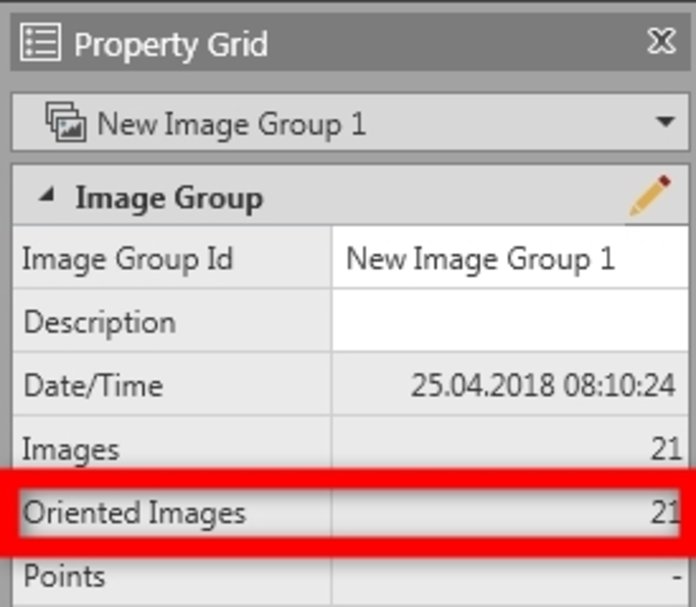 Property Grid
New Image Group 1
Image Group
Image Group Id New Image Group 1
Description
Date/Time 25.04.2018 08:10:24
Images 21
Oriented Images 21
Points -